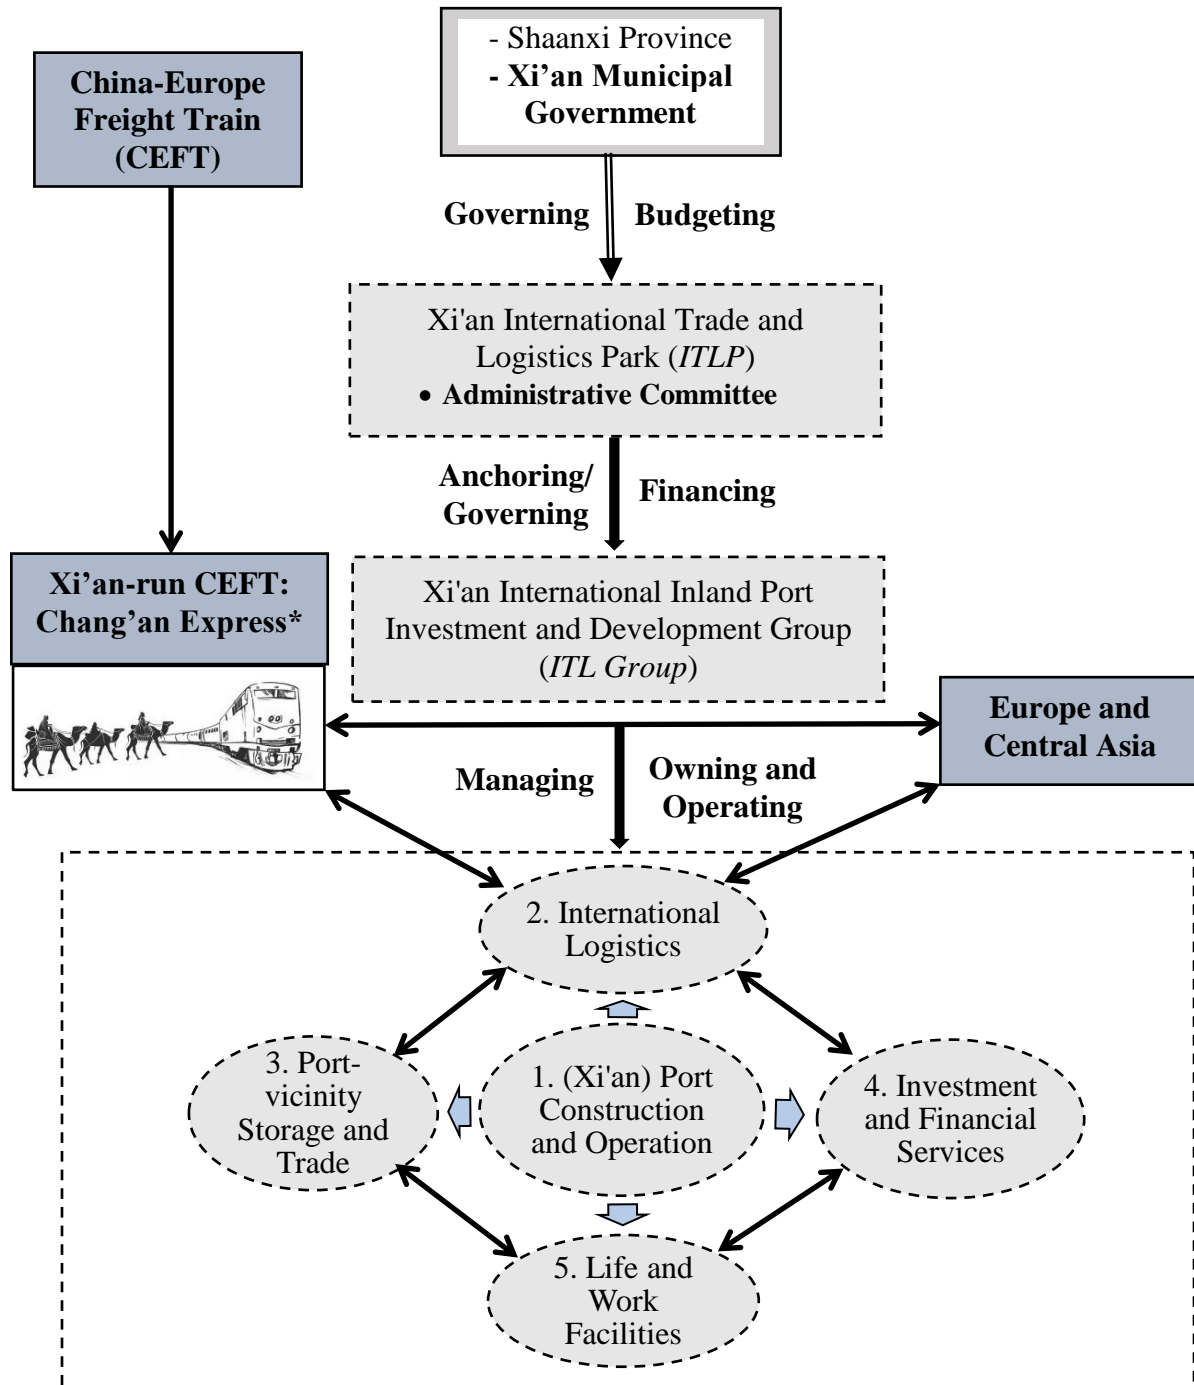 - Shaanxi Province
- Xi’an Municipal
Government
China-Europe
Freight Train
(CEFT)
Governing
Budgeting
Xi'an International Trade and
Logistics Park (ITLP)
• Administrative Committee
Anchoring/
Governing
Financing
Xi’an-run CEFT:
Chang’an Express*
Xi'an International Inland Port
Investment and Development Group
(ITL Group)
Europe and
Central Asia
Managing
Owning and
Operating
2. International
Logistics
3. Port-
vicinity
Storage and
Trade
1. (Xi'an) Port
Construction
and Operation
4. Investment
and Financial
Services
5. Life and
Work
Facilities